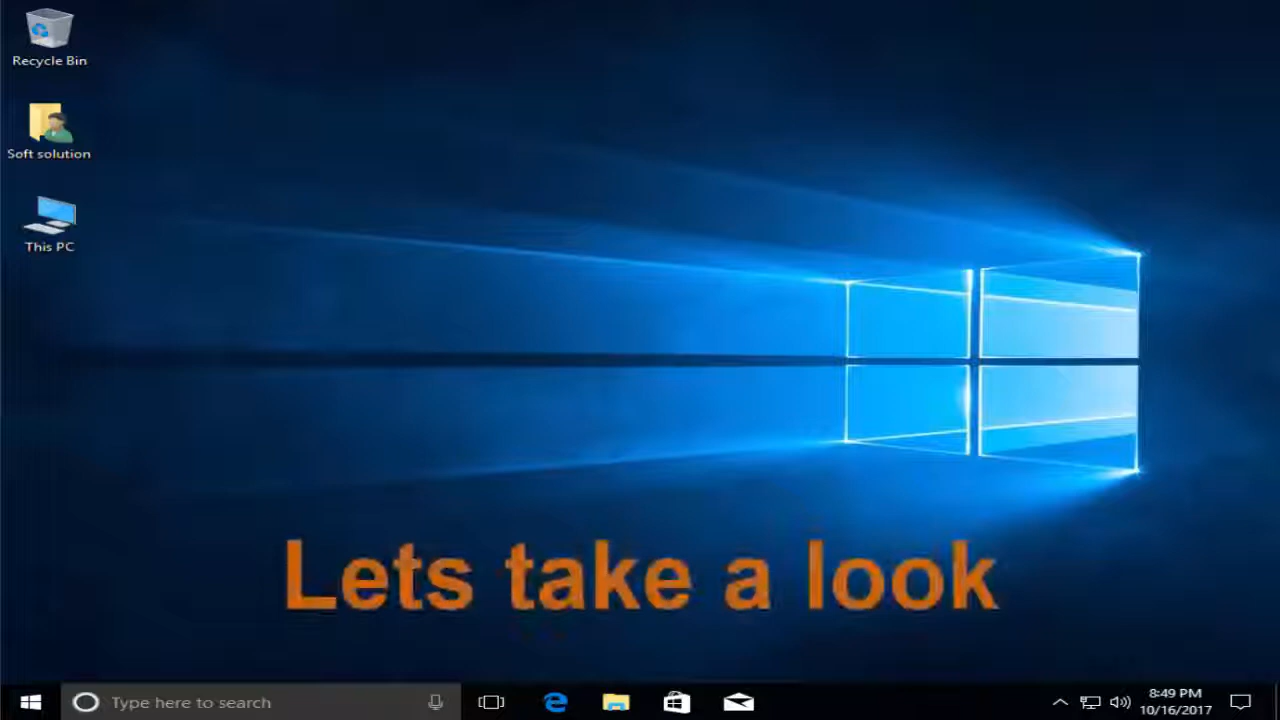 Recycle Bin
Soft solution
This PC
Lets take a look
Type here to search
8:49 PM
10/16/2017